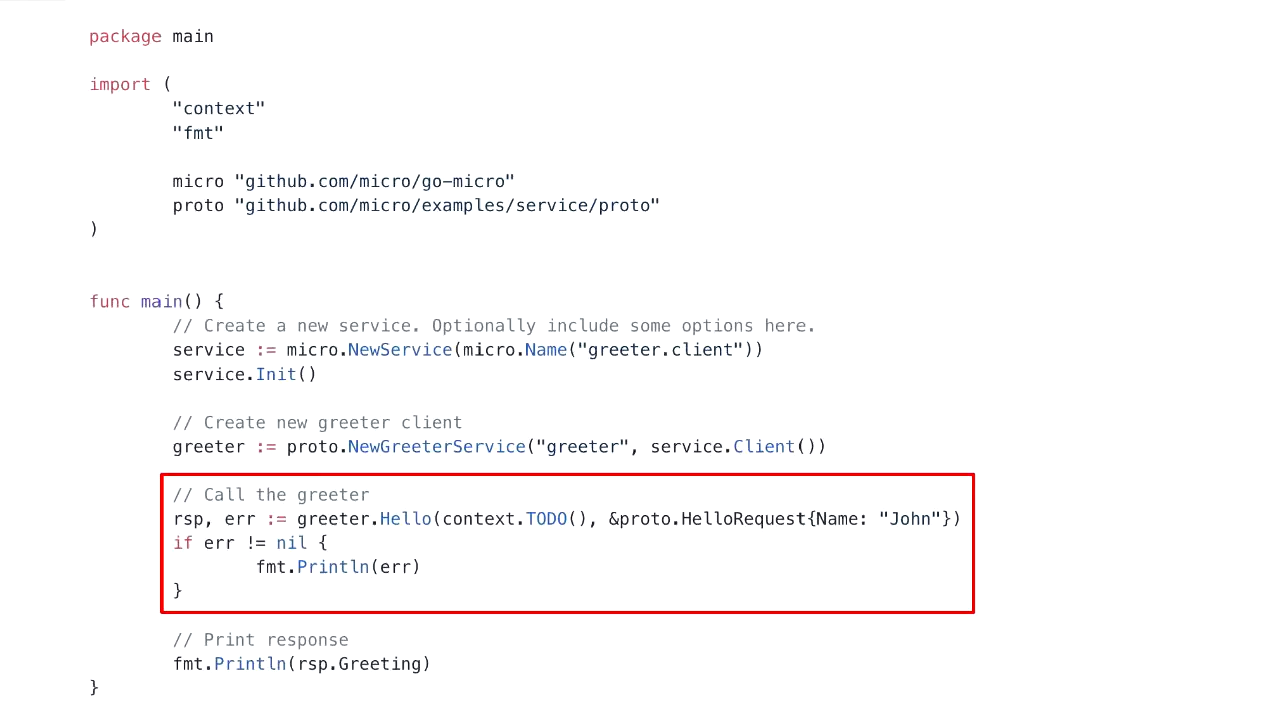 package main
import (
"context"
"fmt"
micro "github.com/micro/go-micro"
proto "github.com/micro/examples/service/proto"
)
func main() {
// Create a new service. Optionally include some options here.
service := micro.NewService(micro.Name("greeter.client"))
service.Init()
// Create new greeter client
greeter := proto.NewGreeterService("greeter", service.Client())
// Call the greeter
rsp, err := greeter.Hello(context.TODO(), &proto.HelloRequest{Name: "John"})
if err != nil {
fmt.Println(err)
}
// Print response
fmt.Println(rsp.Greeting)
}